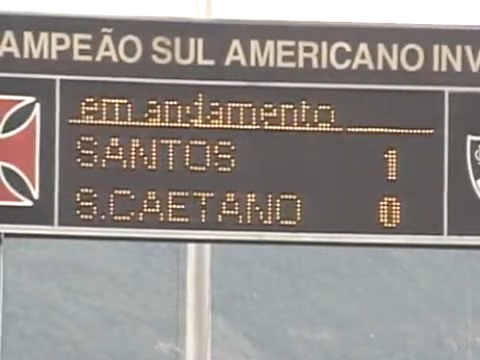 AMPEÃO SUL AMERICANO INV
em andamento
SANTOS 1
S.CAETANO 0